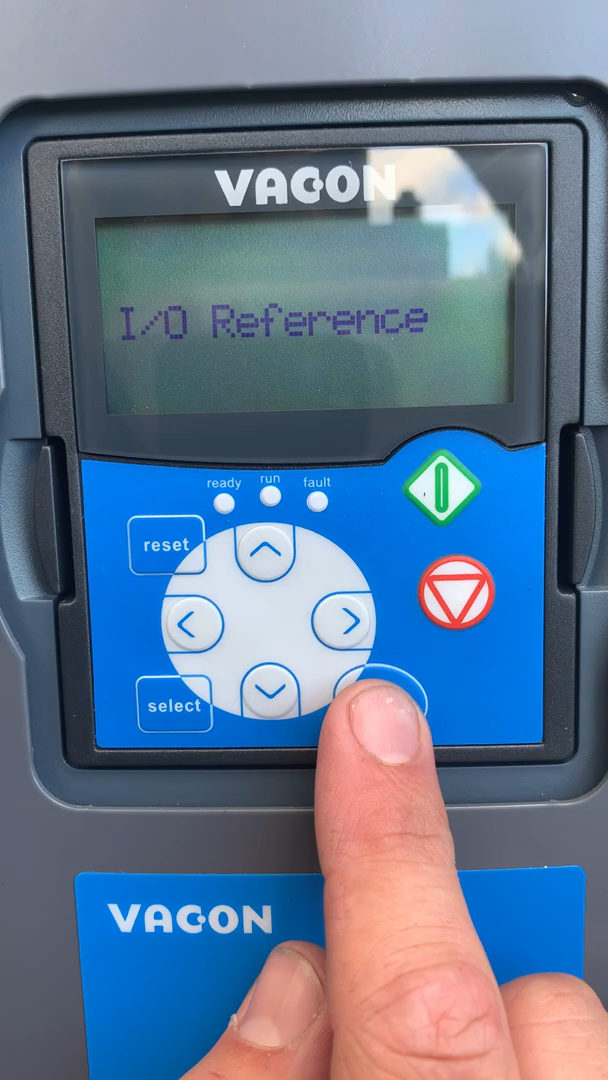 VACON
I/O Reference
ready
run
fault
reset
select
VACON